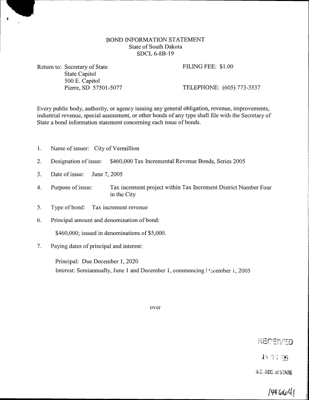 BOND INFORMATION STATEMENT
State of South Dakota
SDCL 6-8B-19
Return to: Secretary of State FILING FEE: $1.00
State Capitol
500 E. Capitol
Pierre, SD 57501-5077 TELEPHONE: (605) 773-3537
Every public body, authority, or agency issuing any general obligation, revenue, improvements,
industrial revenue, special assessment, or other bonds of any type shall file with the Secretary of
State a bond information statement concerning each issue of bonds.
1. Name of issuer: City of Vermillion
2. Designation of issue: $460,000 Tax Incremental Revenue Bonds, Series 2005
3. Date of issue: June 7, 2005
4. Purpose of issue: Tax increment project within Tax Increment District Number Four
in the City
5. Type of bond: Tax increment revenue
6. Principal amount and denomination of bond:
$460,000; issued in denominations of $5,000.
7. Paying dates of principal and interest:
Principal: Due December 1, 2020
Interest: Semiannually, June 1 and December 1, commencing December 1, 2005
over
RECEIVED
S.D. SEC. of STATE